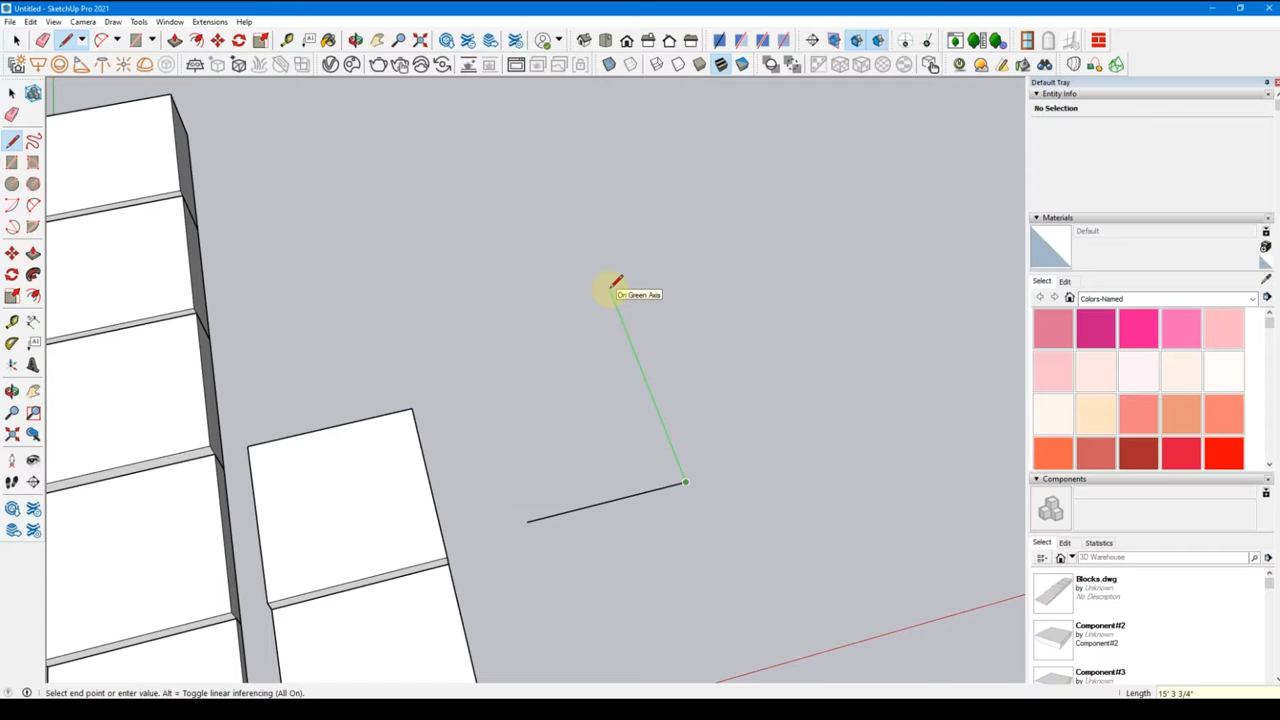 Untitled - SketchUp Pro 2021
File Edit View Camera Draw Tools Window Extensions Help
Default Tray
Entity Info
No Selection
Materials
Default
Select Edit
Colors-Named
On Green Axis
Components
Select Edit Statistics
3D Warehouse
Blocks.dwg
by Unknown
No Description
Component#2
by Unknown
Component#2
Component#3
by Unknown
Select end point or enter value. Alt = Toggle linear inferencing (All On).
Length 15' 3 3/4"